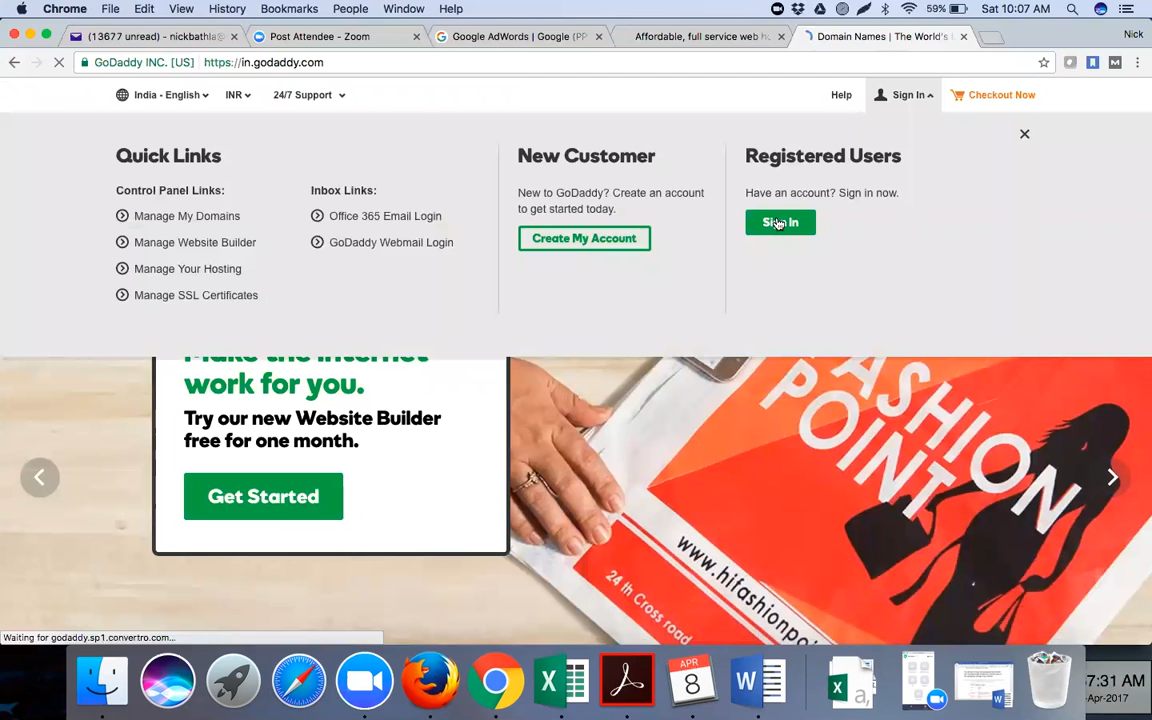 Chrome File Edit View History Bookmarks People Window Help 59% Sat 10:07 AM
(13677 unread) - nickbathla@
Post Attendee - Zoom
Google AdWords | Google (PP
Affordable, full service web ho
Domain Names | The World's
Nick
GoDaddy INC. [US] https://in.godaddy.com
India - English INR 24/7 Support Help Sign In Checkout Now
Quick Links
Control Panel Links:
Manage My Domains
Manage Website Builder
Manage Your Hosting
Manage SSL Certificates
Inbox Links:
Office 365 Email Login
GoDaddy Webmail Login
New Customer
New to GoDaddy? Create an account
to get started today.
Create My Account
Registered Users
Have an account? Sign in now.
Sign In
Make the internet
work for you.
Try our new Website Builder
free for one month.
Get Started
FASHION
POINT
www.hifashionpoi
24 th Cross road
Waiting for godaddy.sp1.convertro.com...
APR
8
W
X
a,
W
7:31 AM
-Apr-2017